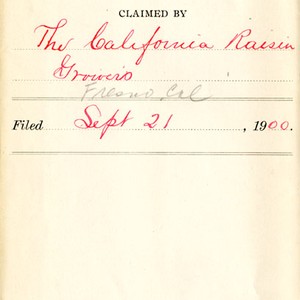 CLAIMED BY
The California Raisin
Growers
Fresno, Cal
Filed Sept 21, 1900.